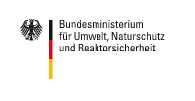 Bundesministerium
für Umwelt, Naturschutz
und Reaktorsicherheit